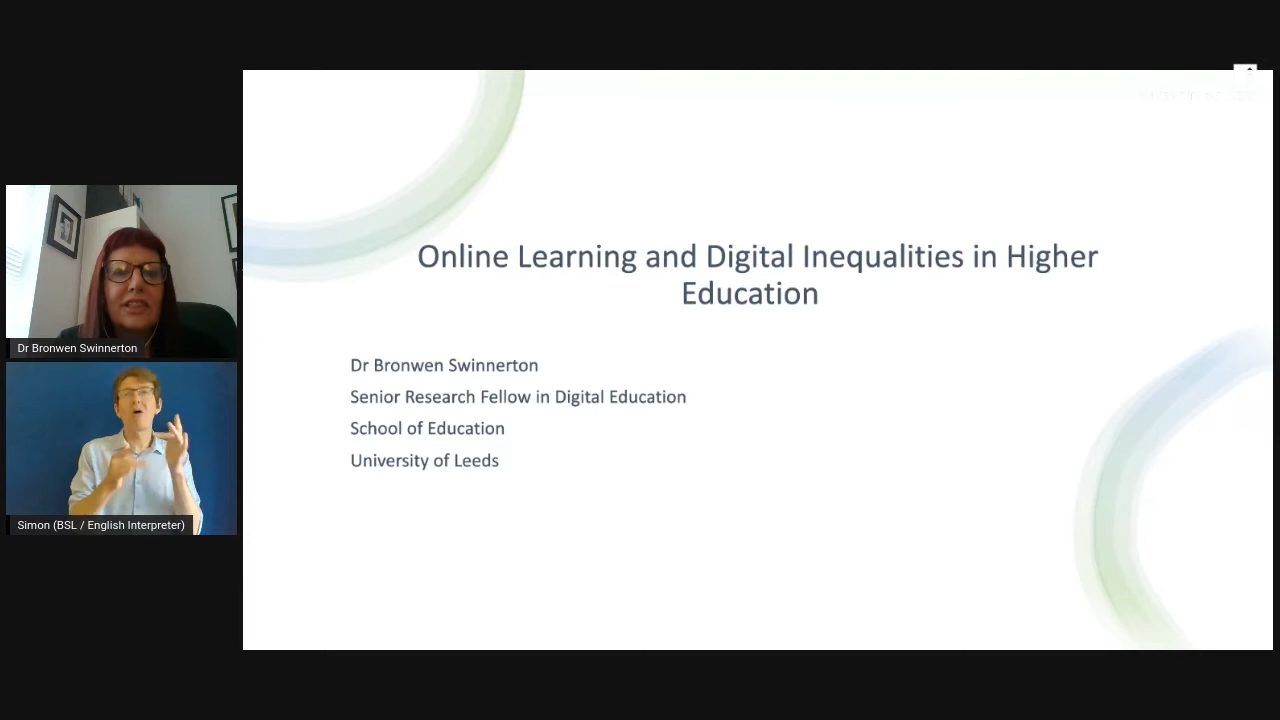 Online Learning and Digital Inequalities in Higher
Education
Dr Bronwen Swinnerton
Senior Research Fellow in Digital Education
School of Education
University of Leeds
Dr Bronwen Swinnerton
Simon (BSL / English Interpreter)